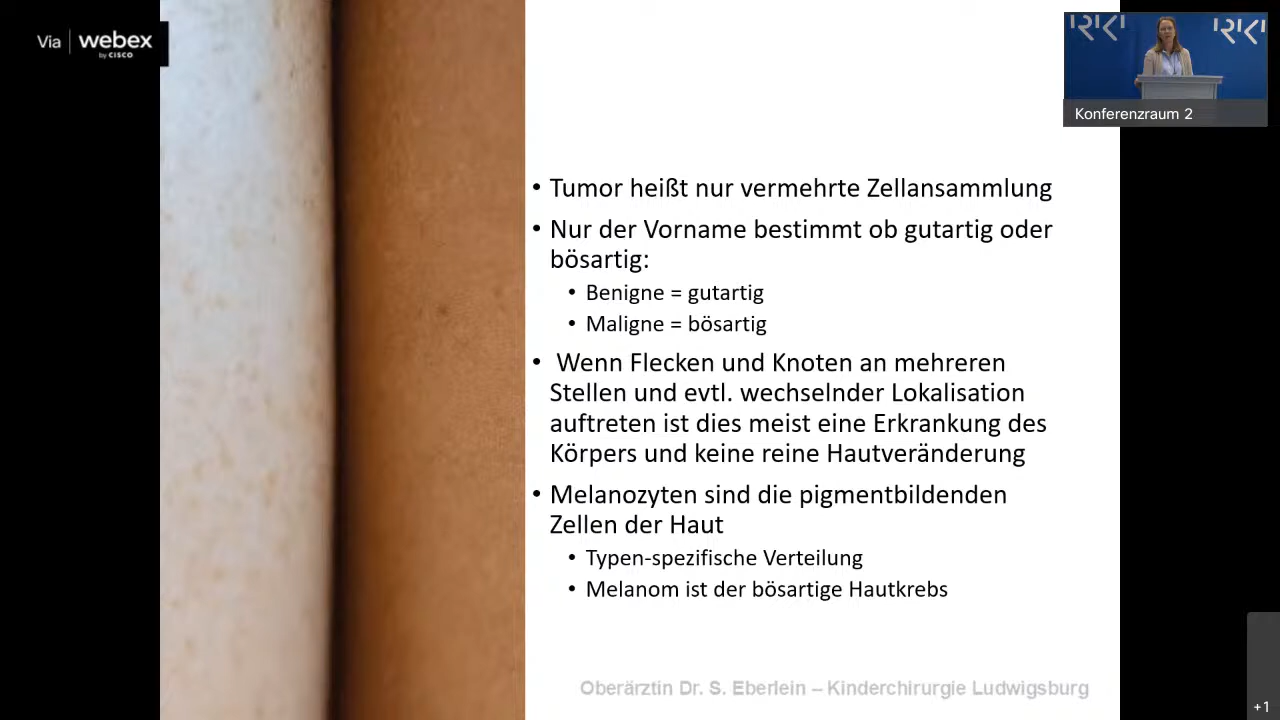 Via webex
by CISCO
RKI RKI
Konferenzraum 2
• Tumor heißt nur vermehrte Zellansammlung
• Nur der Vorname bestimmt ob gutartig oder
bösartig:
• Benigne = gutartig
• Maligne = bösartig
• Wenn Flecken und Knoten an mehreren
Stellen und evtl. wechselnder Lokalisation
auftreten ist dies meist eine Erkrankung des
Körpers und keine reine Hautveränderung
• Melanozyten sind die pigmentbildenden
Zellen der Haut
• Typen-spezifische Verteilung
• Melanom ist der bösartige Hautkrebs
Oberärztin Dr. S. Eberlein – Kinderchirurgie Ludwigsburg
+1